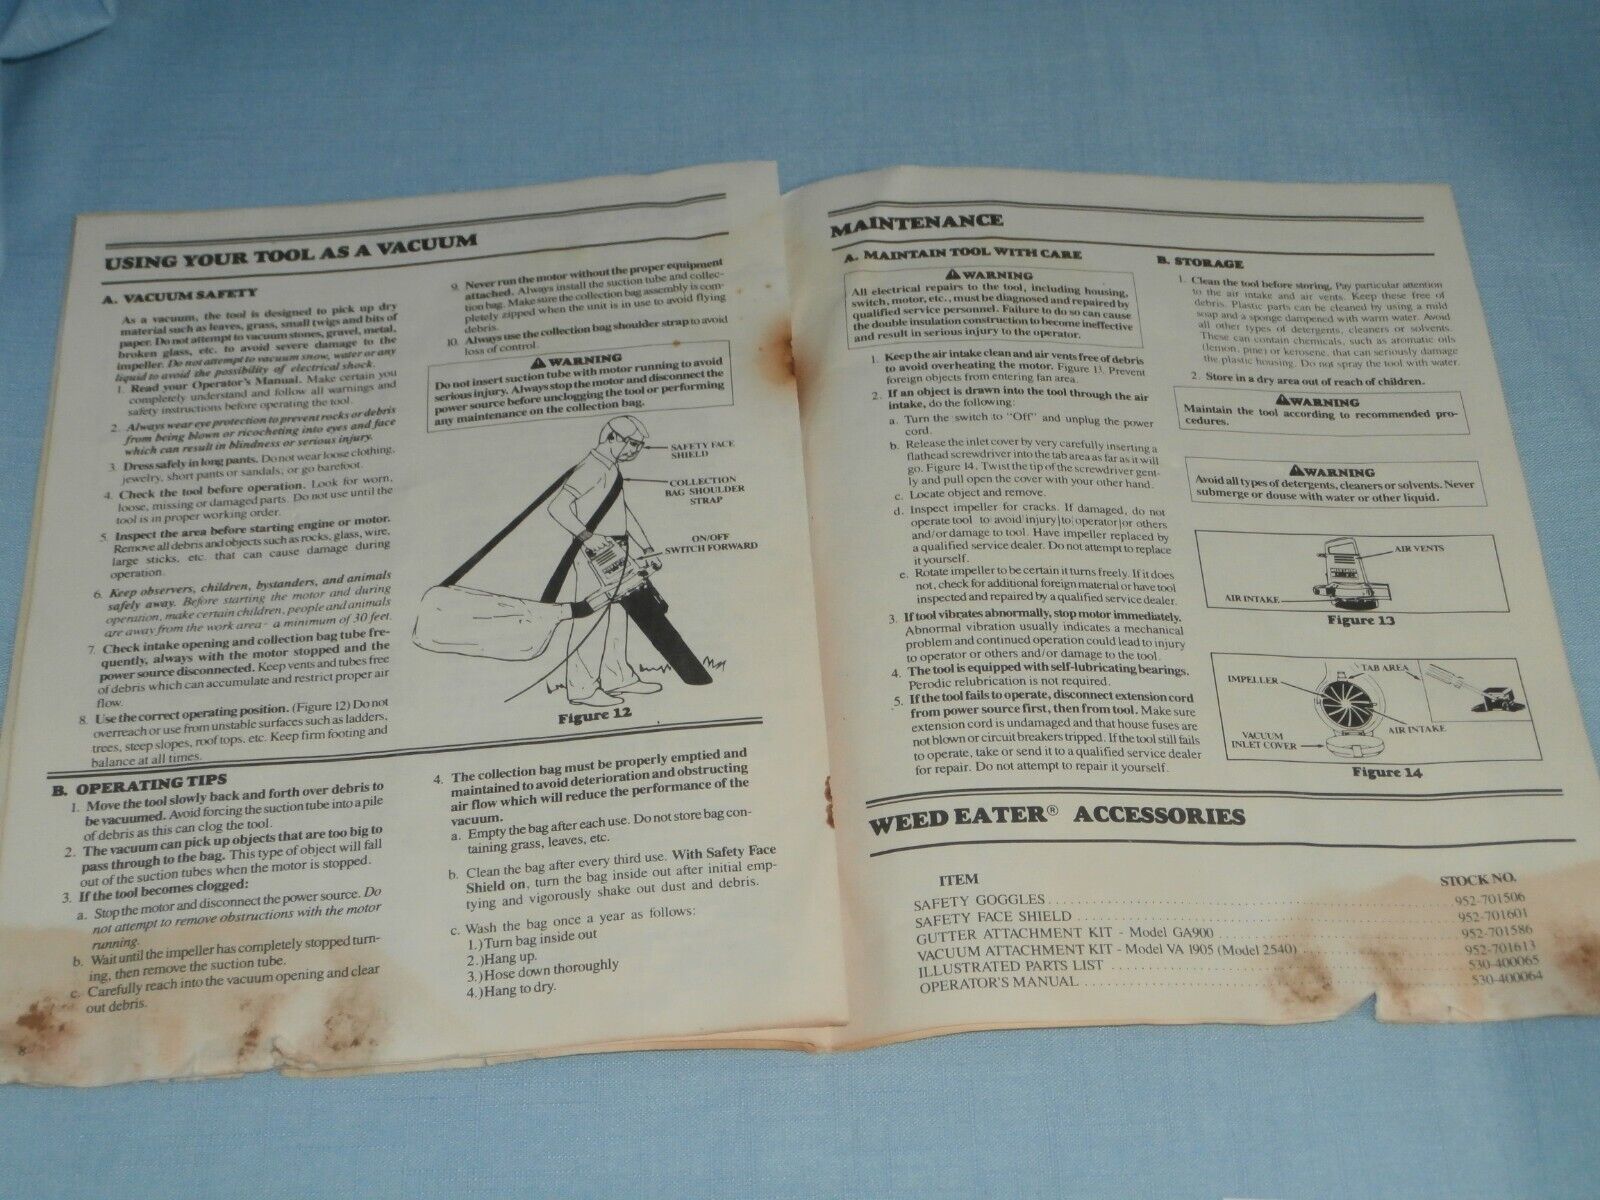 USING YOUR TOOL AS A VACUUM
A. VACUUM SAFETY
As a vacuum, the tool is designed to pick up dry
material such as leaves, grass, small twigs and bits of
paper. Do not attempt to vacuum stones, gravel, metal,
broken glass, etc. to avoid severe damage to the
impeller. Do not attempt to vacuum snow, water or any
liquid to avoid the possibility of electrical shock.
1. Read your Operator's Manual. Make certain you
completely understand and follow all warnings and
safety instructions before operating the tool.
2. Always wear eye protection to prevent rocks or debris
from being blown or ricocheting into eyes and face
which can result in blindness or serious injury.
3. Dress safely in long pants. Do not wear loose clothing,
jewelry, short pants or sandals, or go barefoot.
4. Check the tool before operation. Look for worn,
loose, missing or damaged parts. Do not use until the
tool is in proper working order.
5. Inspect the area before starting engine or motor.
Remove all debris and objects such as rocks, glass, wire,
large sticks, etc. that can cause damage during
operation.
6. Keep observers, children, bystanders, and animals
safely away. Before starting the motor and during
operation, make certain children, people and animals
are away from the work area - a minimum of 30 feet.
7. Check intake opening and collection bag tube fre-
quently, always with the motor stopped and the
power source disconnected. Keep vents and tubes free
of debris which can accumulate and restrict proper air
flow.
8. Use the correct operating position. (Figure 12) Do not
overreach or use from unstable surfaces such as ladders,
trees, steep slopes, roof tops, etc. Keep firm footing and
balance at all times.
9. Never run the motor without the proper equipment
attached. Always install the suction tube and collec-
tion bag. Make sure the collection bag assembly is com-
pletely zipped when the unit is in use to avoid flying
debris.
10. Always use the collection bag shoulder strap to avoid
loss of control.
WARNING
Do not insert suction tube with motor running to avoid
serious injury. Always stop the motor and disconnect the
power source before unclogging the tool or performing
any maintenance on the collection bag.
SAFETY FACE
SHIELD
COLLECTION
BAG SHOULDER
STRAP
ON/OFF
SWITCH FORWARD
Figure 12
B. OPERATING TIPS
1. Move the tool slowly back and forth over debris to
be vacuumed. Avoid forcing the suction tube into a pile
of debris as this can clog the tool.
2. The vacuum can pick up objects that are too big to
pass through to the bag. This type of object will fall
out of the suction tubes when the motor is stopped.
3. If the tool becomes clogged:
a. Stop the motor and disconnect the power source. Do
not attempt to remove obstructions with the motor
running.
b. Wait until the impeller has completely stopped turn-
ing, then remove the suction tube.
c. Carefully reach into the vacuum opening and clear
out debris.
4. The collection bag must be properly emptied and
maintained to avoid deterioration and obstructing
air flow which will reduce the performance of the
vacuum.
a. Empty the bag after each use. Do not store bag con-
taining grass, leaves, etc.
b. Clean the bag after every third use. With Safety Face
Shield on, turn the bag inside out after initial emp-
tying and vigorously shake out dust and debris.
c. Wash the bag once a year as follows:
1.) Turn bag inside out
2.) Hang up.
3.) Hose down thoroughly
4.) Hang to dry.
8
MAINTENANCE
A. MAINTAIN TOOL WITH CARE
WARNING
All electrical repairs to the tool, including housing,
switch, motor, etc., must be diagnosed and repaired by
qualified service personnel. Failure to do so can cause
the double insulation construction to become ineffective
and result in serious injury to the operator.
1. Keep the air intake clean and air vents free of debris
to avoid overheating the motor. Figure 13. Prevent
foreign objects from entering fan area.
2. If an object is drawn into the tool through the air
intake, do the following:
a. Turn the switch to "Off" and unplug the power
cord.
b. Release the inlet cover by very carefully inserting a
flathead screwdriver into the tab area as far as it will
go. Figure 14. Twist the tip of the screwdriver gent-
ly and pull open the cover with your other hand.
c. Locate object and remove.
d. Inspect impeller for cracks. If damaged, do not
operate tool to avoid injury to operator or others
and/or damage to tool. Have impeller replaced by
a qualified service dealer. Do not attempt to replace
it yourself.
e. Rotate impeller to be certain it turns freely. If it does
not, check for additional foreign material or have tool
inspected and repaired by a qualified service dealer.
3. If tool vibrates abnormally, stop motor immediately.
Abnormal vibration usually indicates a mechanical
problem and continued operation could lead to injury
to operator or others and/or damage to the tool.
4. The tool is equipped with self-lubricating bearings.
Perodic relubrication is not required.
5. If the tool fails to operate, disconnect extension cord
from power source first, then from tool. Make sure
extension cord is undamaged and that house fuses are
not blown or circuit breakers tripped. If the tool still fails
to operate, take or send it to a qualified service dealer
for repair. Do not attempt to repair it yourself.
B. STORAGE
1. Clean the tool before storing. Pay particular attention
to the air intake and air vents. Keep these free of
debris. Plastic parts can be cleaned by using a mild
soap and a sponge dampened with warm water. Avoid
all other types of detergents, cleaners or solvents.
These can contain chemicals, such as aromatic oils
(lemon, pine) or kerosene, that can seriously damage
the plastic housing. Do not spray the tool with water.
2. Store in a dry area out of reach of children.
WARNING
Maintain the tool according to recommended pro-
cedures.
WARNING
Avoid all types of detergents, cleaners or solvents. Never
submerge or douse with water or other liquid.
AIR VENTS
AIR INTAKE
Figure 13
TAB AREA
IMPELLER
AIR INTAKE
VACUUM
INLET COVER
Figure 14
WEED EATER® ACCESSORIES
ITEM STOCK NO.
SAFETY GOGGLES 952-701506
SAFETY FACE SHIELD 952-701601
GUTTER ATTACHMENT KIT - Model GA900 952-701586
VACUUM ATTACHMENT KIT - Model VA 1905 (Model 2540) 952-701613
ILLUSTRATED PARTS LIST 530-400065
OPERATOR'S MANUAL 530-400064